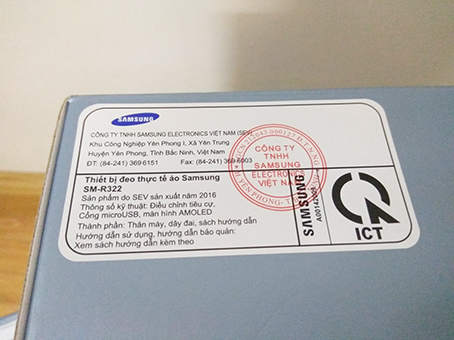 SAMSUNG
CÔNG TY TNHH SAMSUNG ELECTRONICS VIỆT NAM (SEV)
Khu Công Nghiệp Yên Phong I, Xã Yên Trung
Huyện Yên Phong, Tỉnh Bắc Ninh, Việt Nam
ĐT: (84-241) 369 6151 Fax: (84-241) 369 6003
CÔNG TY
TNHH
SAMSUNG
ELECTRONICS
VIỆT NAM
Thiết bị đeo thực tế ảo Samsung
SM-R322
Sản phẩm do SEV sản xuất năm 2016
Thông số kỹ thuật: Điều chỉnh tiêu cự,
Cổng microUSB, màn hình AMOLED
Thành phần: Thân máy, dây đai, sách hướng dẫn
Hướng dẫn sử dụng, hướng dẫn bảo quản:
Xem sách hướng dẫn kèm theo
SAMSUNG
ICT